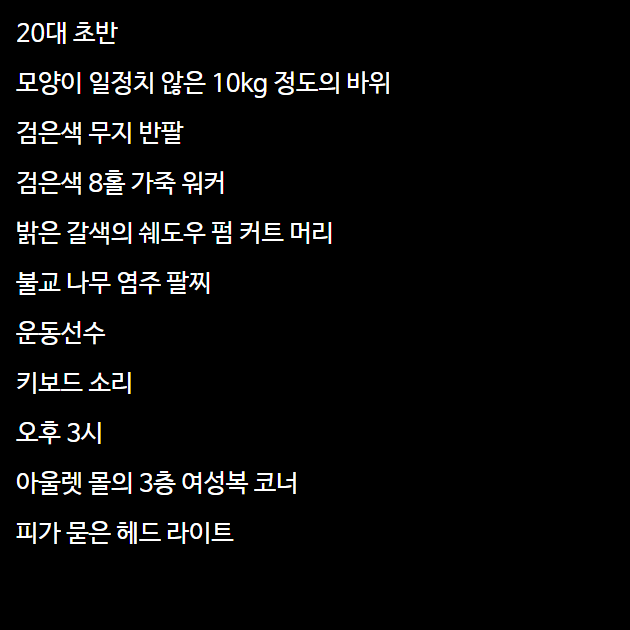 20대 초반
모양이 일정치 않은 10kg 정도의 바위
검은색 무지 반팔
검은색 8홀 가죽 워커
밝은 갈색의 쉐도우 펌 커트 머리
불교 나무 염주 팔찌
운동선수
키보드 소리
오후 3시
아울렛 몰의 3층 여성복 코너
피가 묻은 헤드 라이트